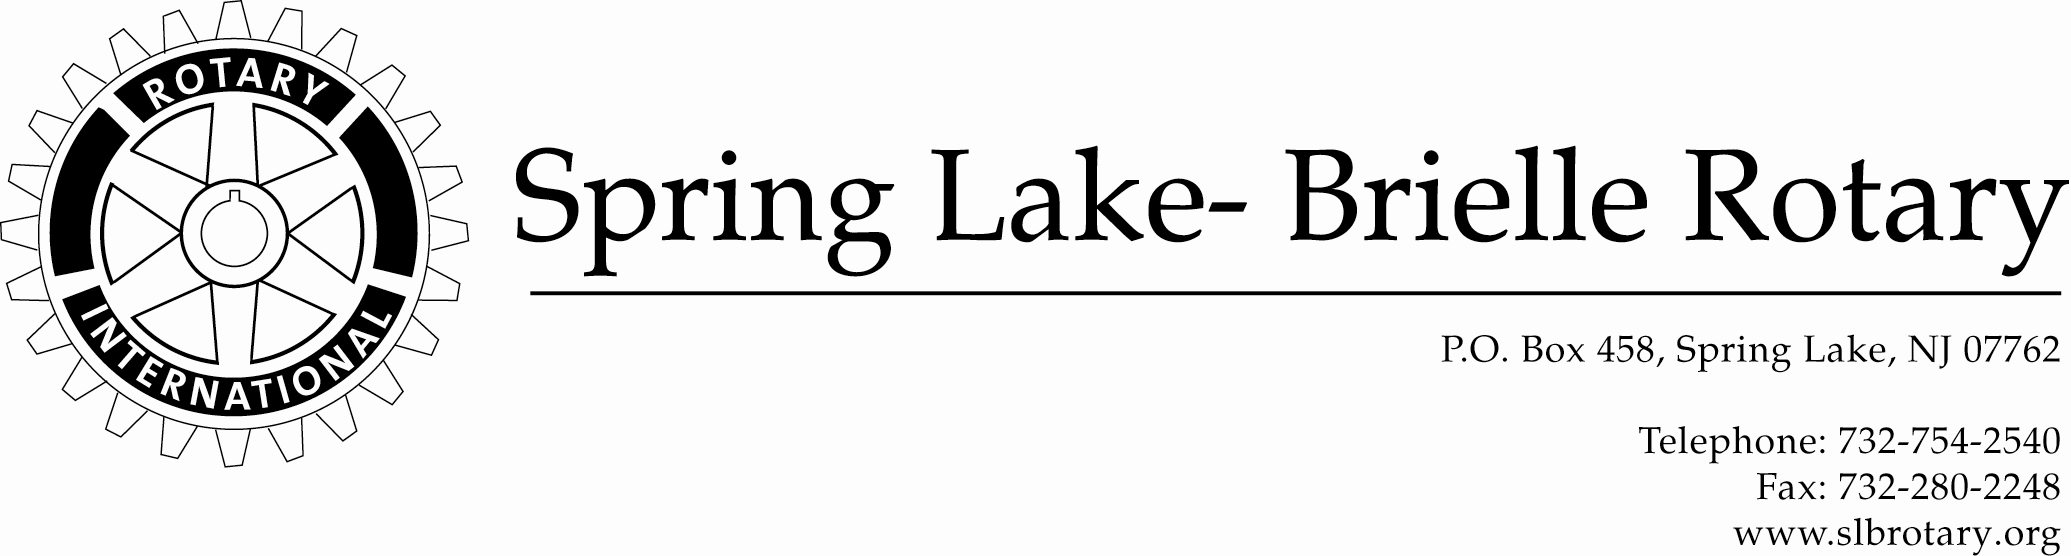 ROTARY
INTERNATIONAL
Spring Lake- Brielle Rotary
P.O. Box 458, Spring Lake, NJ 07762
Telephone: 732-754-2540
Fax: 732-280-2248
www.slbrotary.org